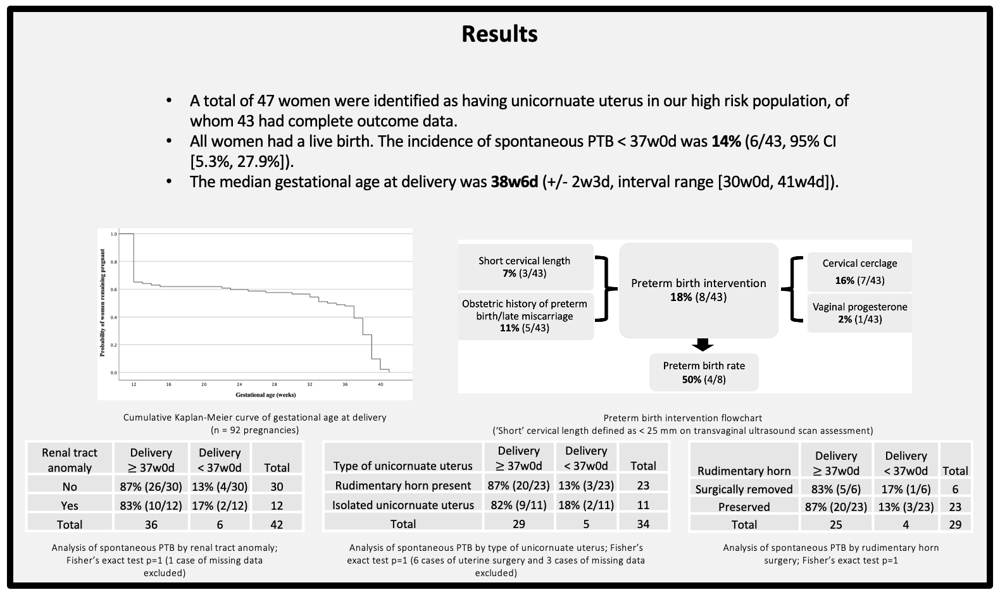 Results
• A total of 47 women were identified as having unicornuate uterus in our high risk population, of
whom 43 had complete outcome data.
• All women had a live birth. The incidence of spontaneous PTB < 37w0d was 14% (6/43, 95% CI
[5.3%, 27.9%]).
• The median gestational age at delivery was 38w6d (+/- 2w3d, interval range [30w0d, 41w4d]).
Probability of women remaining pregnant
1.0
0.8
0.6
0.4
0.2
0.0
12 16 20 24 28 32 36 40
Gestational age (weeks)
Cumulative Kaplan-Meier curve of gestational age at delivery
(n = 92 pregnancies)
Short cervical length
7% (3/43)
Obstetric history of preterm
birth/late miscarriage
11% (5/43)
Preterm birth intervention
18% (8/43)
Cervical cerclage
16% (7/43)
Vaginal progesterone
2% (1/43)
Preterm birth rate
50% (4/8)
Preterm birth intervention flowchart
(‘Short’ cervical length defined as < 25 mm on transvaginal ultrasound scan assessment)
Renal tract
anomaly
Delivery
≥ 37w0d
Delivery
< 37w0d
Total
No 87% (26/30) 13% (4/30) 30
Yes 83% (10/12) 17% (2/12) 12
Total 36 6 42
Analysis of spontaneous PTB by renal tract anomaly;
Fisher’s exact test p=1 (1 case of missing data
excluded)
Type of unicornuate uterus
Delivery
≥ 37w0d
Delivery
< 37w0d
Total
Rudimentary horn present 87% (20/23) 13% (3/23) 23
Isolated unicornuate uterus 82% (9/11) 18% (2/11) 11
Total 29 5 34
Analysis of spontaneous PTB by type of unicornuate uterus; Fisher’s
exact test p=1 (6 cases of uterine surgery and 3 cases of missing data
excluded)
Rudimentary horn
Delivery
≥ 37w0d
Delivery
< 37w0d
Total
Surgically removed 83% (5/6) 17% (1/6) 6
Preserved 87% (20/23) 13% (3/23) 23
Total 25 4 29
Analysis of spontaneous PTB by rudimentary horn
surgery; Fisher’s exact test p=1